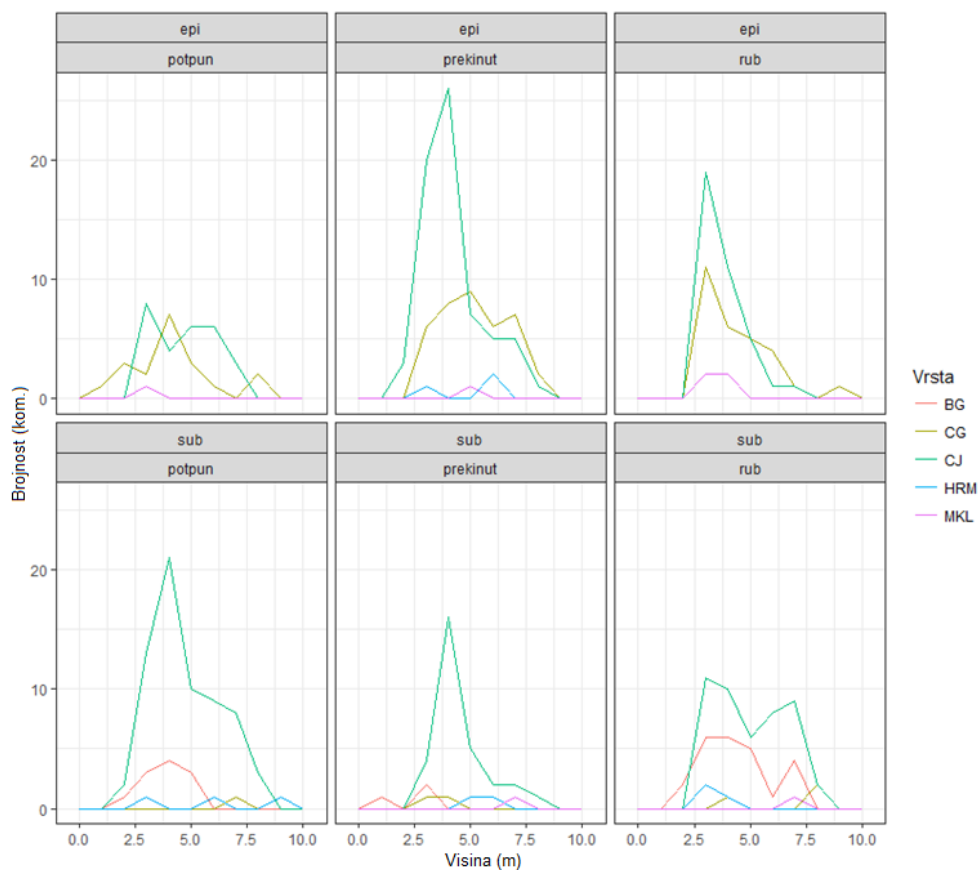 epi epi epi
potpun prekinut rub
20
10
0
sub sub sub
potpun prekinut rub
20
10
0
0.0 2.5 5.0 7.5 10.0 0.0 2.5 5.0 7.5 10.0 0.0 2.5 5.0 7.5 10.0
Visina (m)
Brojnost (kom.)
Vrsta
BG
CG
CJ
HRM
MKL